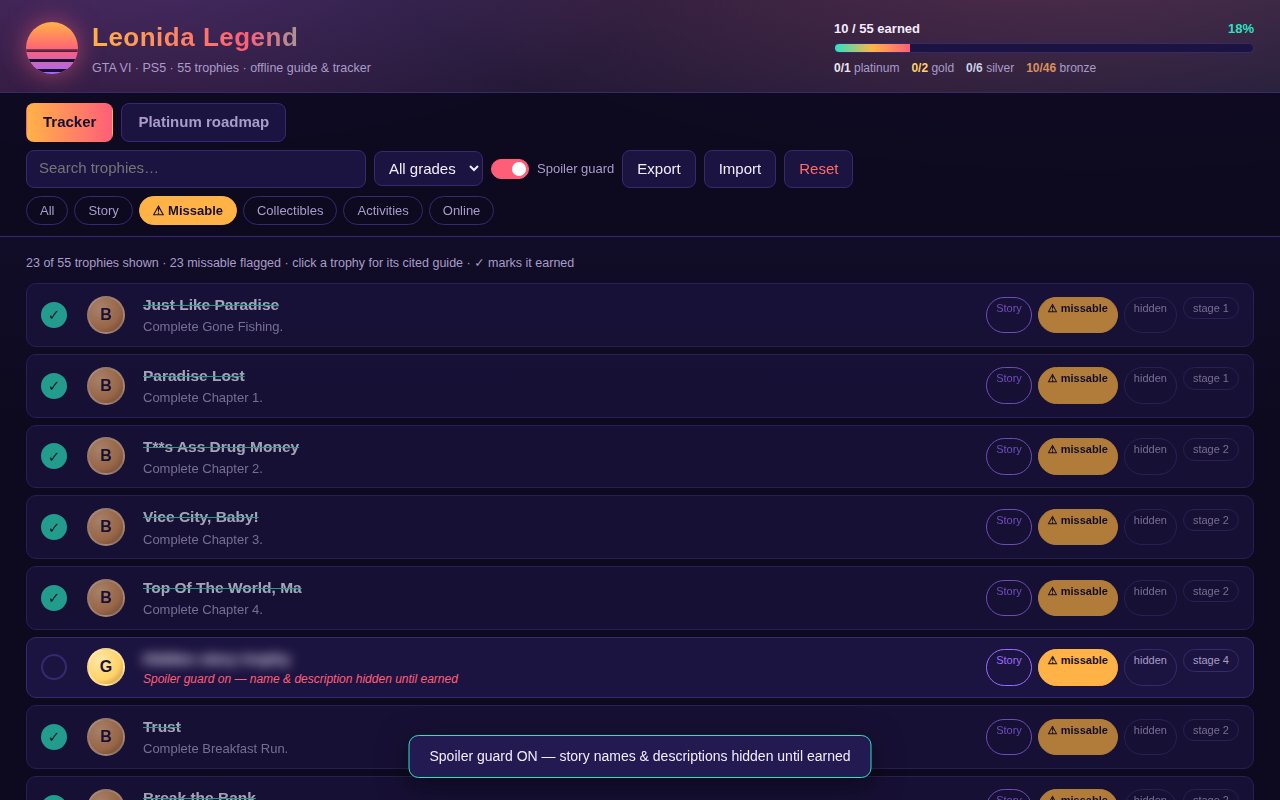 Leonida Legend
GTA VI · PS5 · 55 trophies · offline guide & tracker
10 / 55 earned 18%
0/1 platinum 0/2 gold 0/6 silver 10/46 bronze
Tracker Platinum roadmap
Search trophies… All grades Spoiler guard Export Import Reset
All Story ⚠ Missable Collectibles Activities Online
23 of 55 trophies shown · 23 missable flagged · click a trophy for its cited guide · ✓ marks it earned
✓ B Just Like Paradise Story ⚠ missable hidden stage 1
Complete Gone Fishing.
✓ B Paradise Lost Story ⚠ missable hidden stage 1
Complete Chapter 1.
✓ B T**s Ass Drug Money Story ⚠ missable hidden stage 2
Complete Chapter 2.
✓ B Vice City, Baby! Story ⚠ missable hidden stage 2
Complete Chapter 3.
✓ B Top Of The World, Ma Story ⚠ missable hidden stage 2
Complete Chapter 4.
G Story ⚠ missable hidden stage 4
Spoiler guard on — name & description hidden until earned
✓ B Trust Story ⚠ missable hidden stage 2
Complete Breakfast Run.
Spoiler guard ON — story names & descriptions hidden until earned
Break the Bank Story ⚠ missable hidden